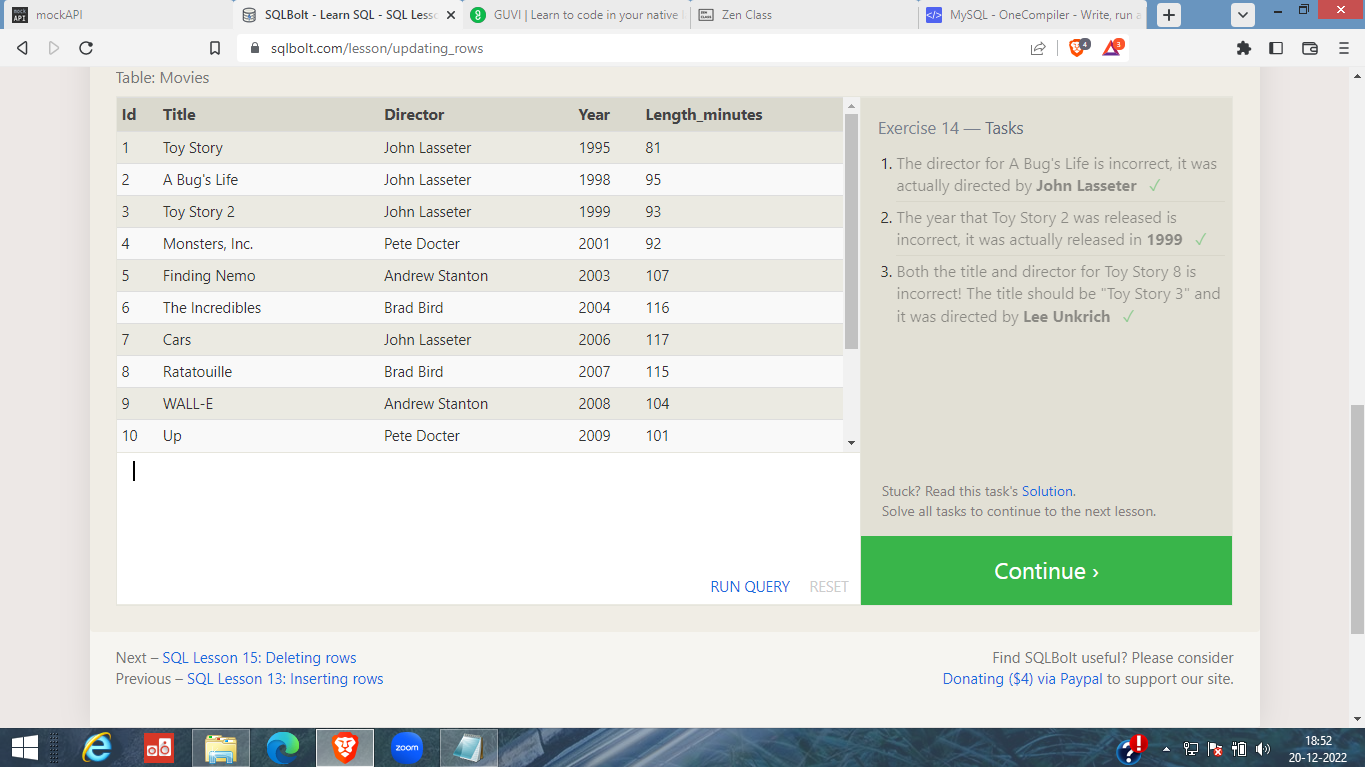 mockAPI
SQLBolt - Learn SQL - SQL Less
GUVI | Learn to code in your native
Zen Class
MySQL - OneCompiler - Write, run a
sqlbolt.com/lesson/updating_rows
4
3
Table: Movies
Id Title Director Year Length_minutes
1 Toy Story John Lasseter 1995 81
2 A Bug's Life John Lasseter 1998 95
3 Toy Story 2 John Lasseter 1999 93
4 Monsters, Inc. Pete Docter 2001 92
5 Finding Nemo Andrew Stanton 2003 107
6 The Incredibles Brad Bird 2004 116
7 Cars John Lasseter 2006 117
8 Ratatouille Brad Bird 2007 115
9 WALL-E Andrew Stanton 2008 104
10 Up Pete Docter 2009 101
RUN QUERY RESET
Exercise 14 — Tasks
1. The director for A Bug's Life is incorrect, it was
actually directed by John Lasseter ✓
2. The year that Toy Story 2 was released is
incorrect, it was actually released in 1999 ✓
3. Both the title and director for Toy Story 8 is
incorrect! The title should be "Toy Story 3" and
it was directed by Lee Unkrich ✓
Stuck? Read this task's Solution.
Solve all tasks to continue to the next lesson.
Continue ›
Next – SQL Lesson 15: Deleting rows
Previous – SQL Lesson 13: Inserting rows
Find SQLBolt useful? Please consider
Donating ($4) via Paypal to support our site.
zoom
18:52
20-12-2022